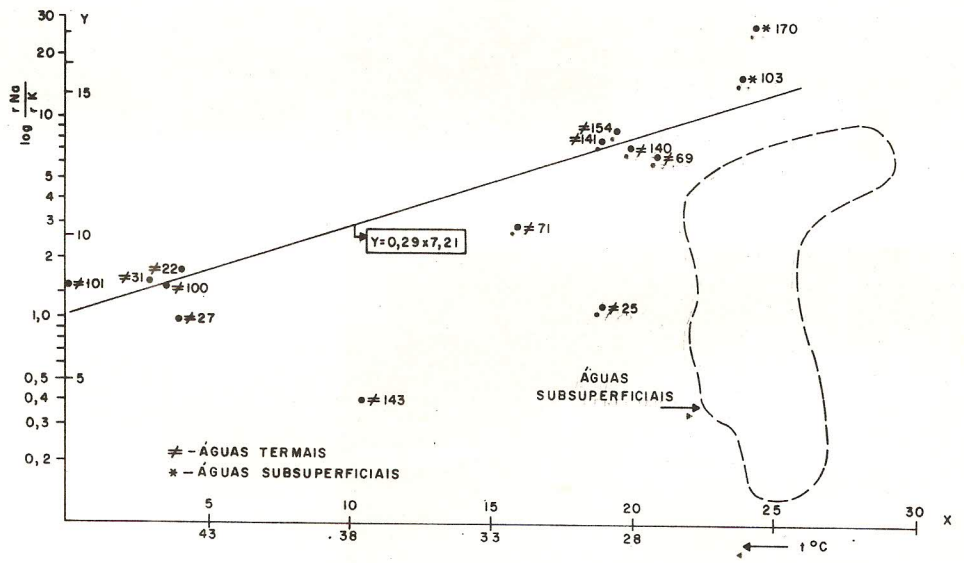 30 Y
20
15
10
5
4
3
10
2
1,0
0,5 5
0,4
0,3
0,2
log rNa
rK
* 170
* 103
≠154
≠141
≠140
≠69
≠71
Y=0,29x7,21
≠22
≠31
≠101
≠100
≠27
≠25
≠143
ÁGUAS
SUBSUPERFICIAIS
≠ -ÁGUAS TERMAIS
* -ÁGUAS SUBSUPERFICIAIS
5 10 15 20 25 30 X
43 38 33 28 t °C